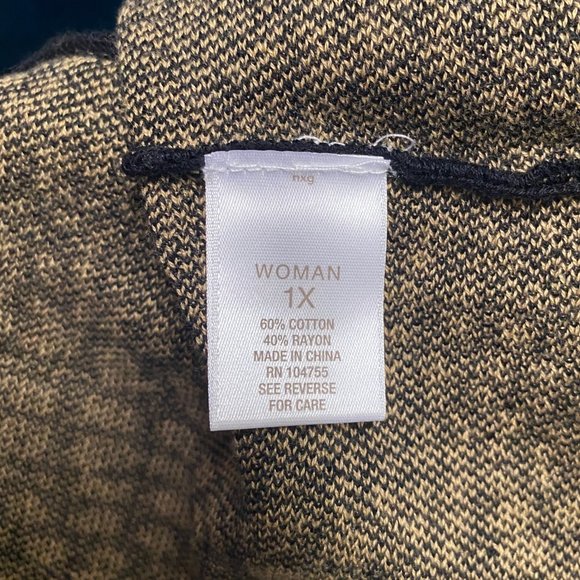 nxg
WOMAN
1X
60% COTTON
40% RAYON
MADE IN CHINA
RN 104755
SEE REVERSE
FOR CARE